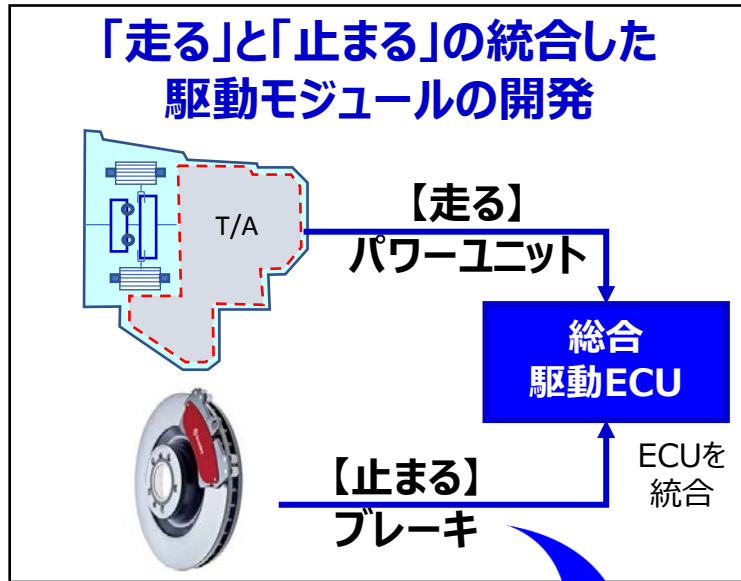 「走る」と「止まる」の統合した
駆動モジュールの開発
T/A
【走る】
パワーユニット
総合
駆動ECU
ECUを
統合
【止まる】
ブレーキ